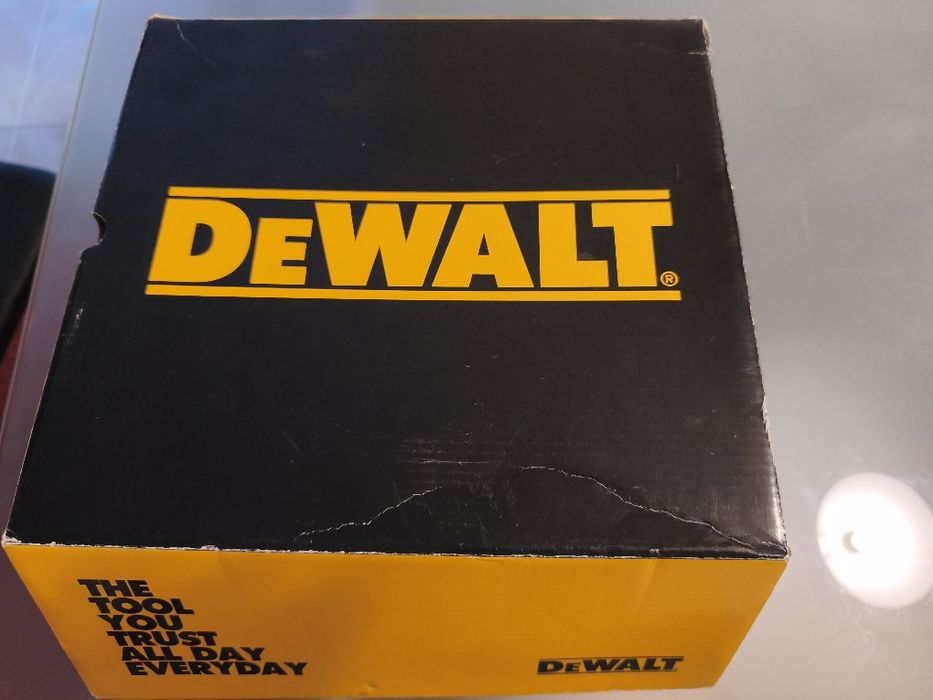 DEWALT®
THE
TOOL
YOU
TRUST
ALL DAY
EVERYDAY
DEWALT